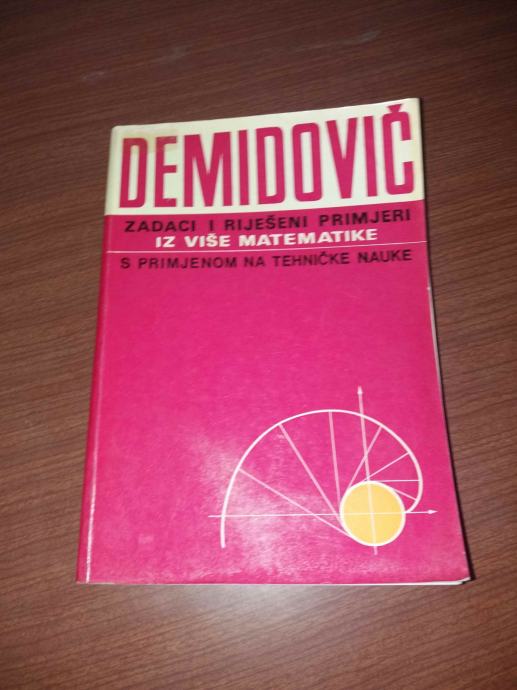 DEMIDOVIČ
ZADACI I RIJEŠENI PRIMJERI
IZ VIŠE MATEMATIKE
S PRIMJENOM NA TEHNIČKE NAUKE